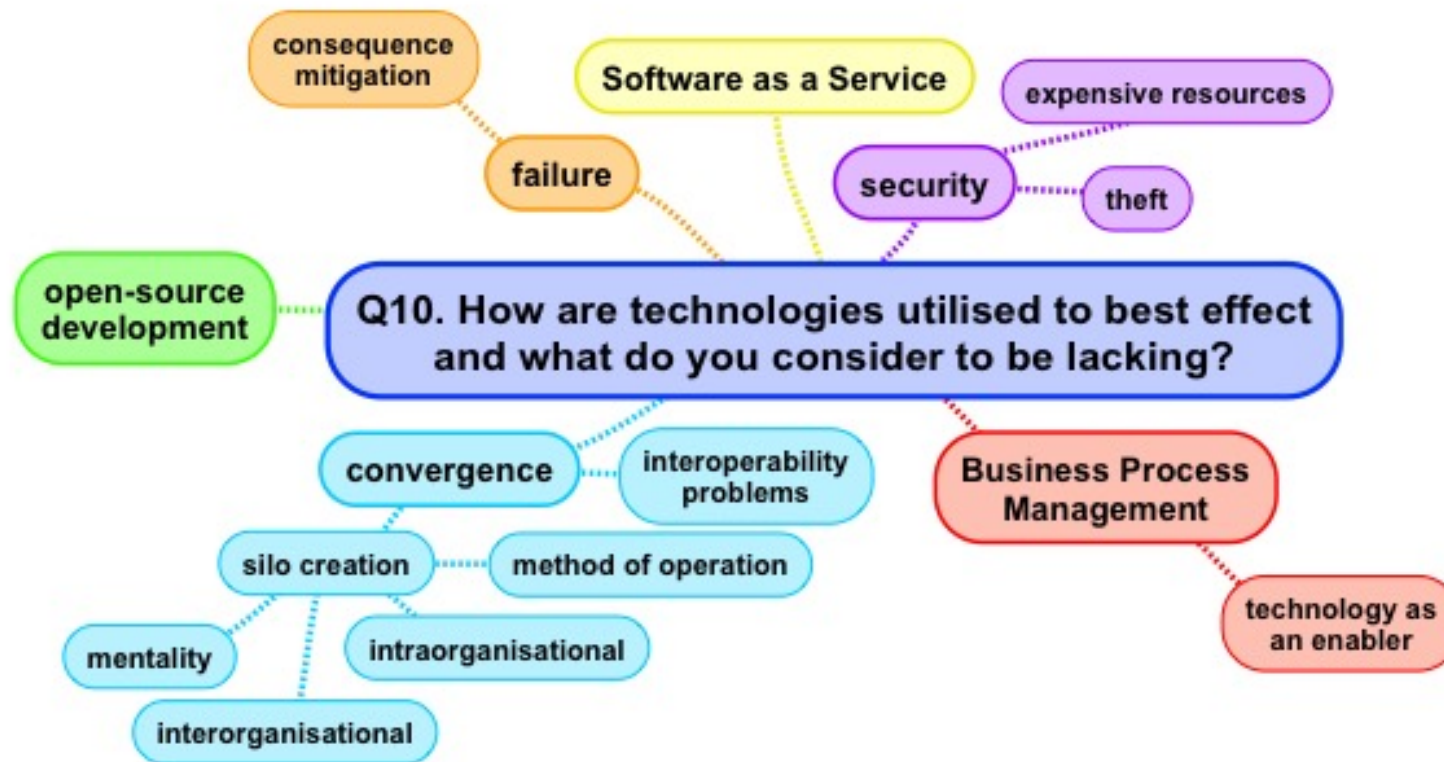 consequence
mitigation
Software as a Service
expensive resources
failure
security
theft
open-source
development
Q10. How are technologies utilised to best effect
and what do you consider to be lacking?
convergence
interoperability
problems
Business Process
Management
silo creation
method of operation
technology as
an enabler
mentality
intraorganisational
interorganisational